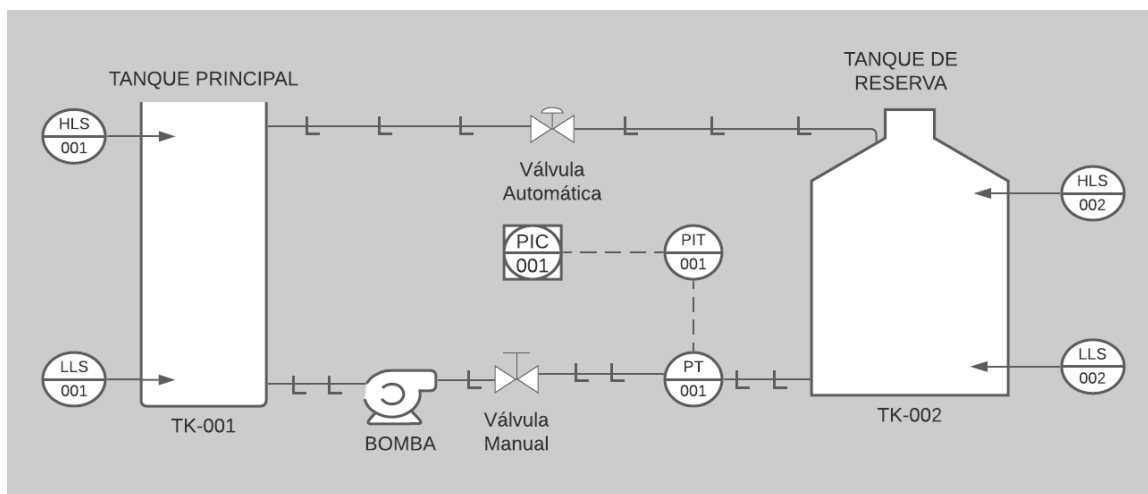 TANQUE PRINCIPAL
TANQUE DE
RESERVA
HLS
001
Válvula
Automática
HLS
002
PIC
001
PIT
001
LLS
001
PT
001
LLS
002
TK-001
BOMBA
Válvula
Manual
TK-002